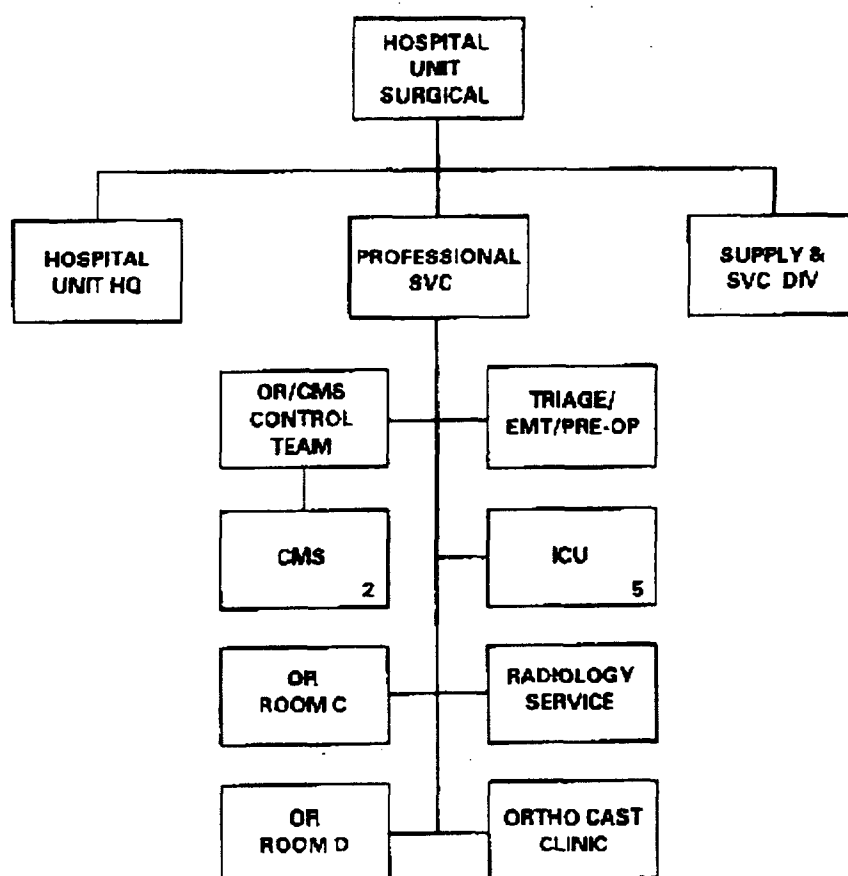 HOSPITAL
UNIT
SURGICAL
HOSPITAL
UNIT HQ
PROFESSIONAL
SVC
SUPPLY &
SVC DIV
OR/CMS
CONTROL
TEAM
TRIAGE/
EMT/PRE-OP
CMS
2
ICU
5
OR
ROOM C
RADIOLOGY
SERVICE
OR
ROOM D
ORTHO CAST
CLINIC